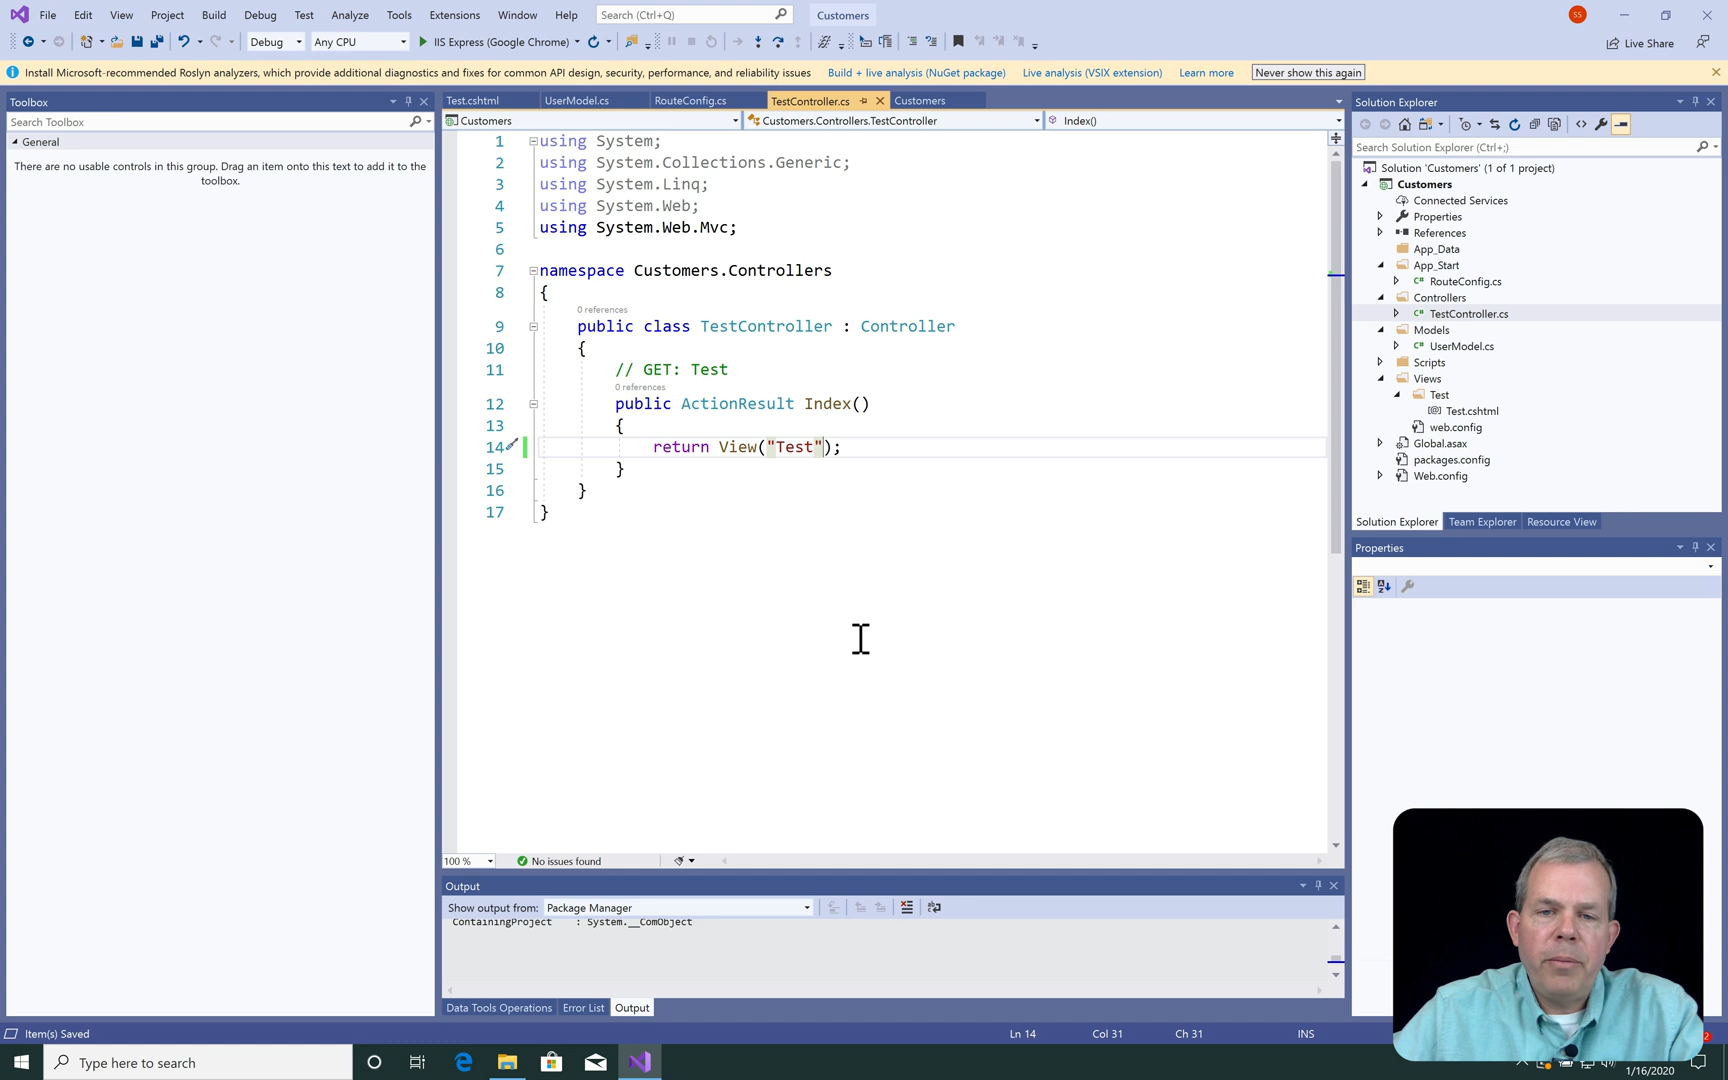 File Edit View Project Build Debug Test Analyze Tools Extensions Window Help Search (Ctrl+Q) Customers SS
Debug Any CPU IIS Express (Google Chrome) Live Share
Install Microsoft-recommended Roslyn analyzers, which provide additional diagnostics and fixes for common API design, security, performance, and reliability issues Build + live analysis (NuGet package) Live analysis (VSIX extension) Learn more Never show this again
Toolbox
Search Toolbox
General
There are no usable controls in this group. Drag an item onto this text to add it to the
toolbox.
Test.cshtml UserModel.cs RouteConfig.cs TestController.cs Customers
Customers Customers.Controllers.TestController Index()
1 using System;
2 using System.Collections.Generic;
3 using System.Linq;
4 using System.Web;
5 using System.Web.Mvc;
6
7 namespace Customers.Controllers
8 {
0 references
9 public class TestController : Controller
10 {
11 // GET: Test
0 references
12 public ActionResult Index()
13 {
14 return View("Test");
15 }
16 }
17 }
100 % No issues found
Output
Show output from: Package Manager
ContainingProject : System.__ComObject
Data Tools Operations Error List Output
Solution Explorer
Search Solution Explorer (Ctrl+;)
Solution 'Customers' (1 of 1 project)
Customers
Connected Services
Properties
References
App_Data
App_Start
RouteConfig.cs
Controllers
TestController.cs
Models
UserModel.cs
Scripts
Views
Test
Test.cshtml
web.config
Global.asax
packages.config
Web.config
Solution Explorer Team Explorer Resource View
Properties
Item(s) Saved Ln 14 Col 31 Ch 31 INS
Type here to search
1/16/2020